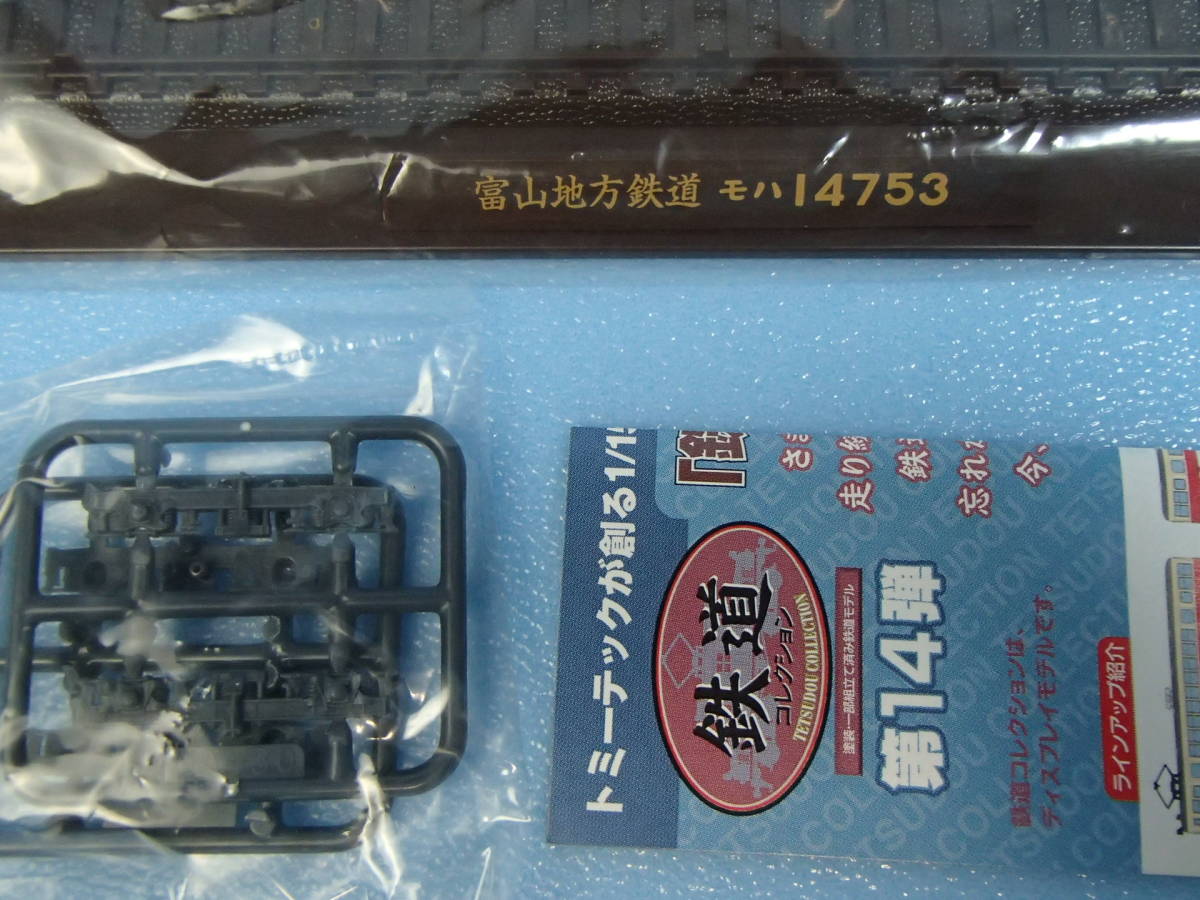 富山地方鉄道 モハ14753
トミーテックが創る1/15
鉄道
コレクション
TETSUDOU COLLECTION
塗装・一部組立て済み鉄道モデル
第14弾
走り
鉄
忘れ
今、
鉄道コレクションは、
ディスプレイモデルです。
ラインアップ紹介